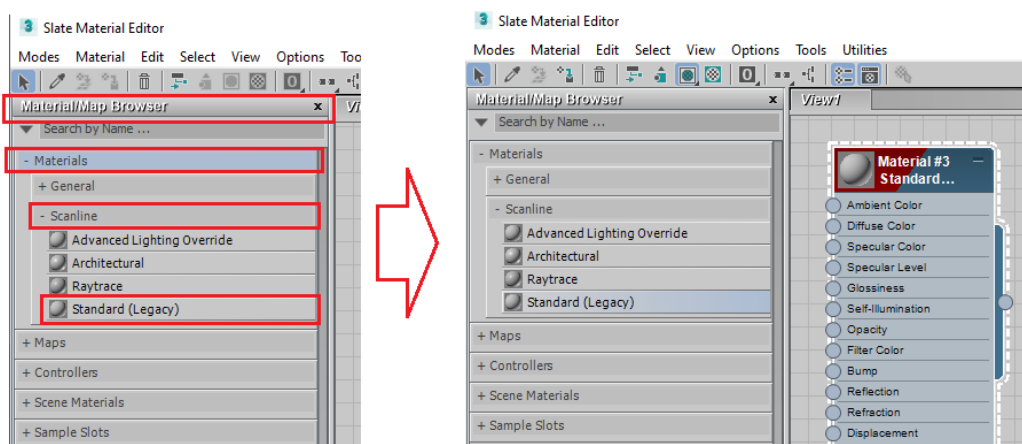 3 Slate Material Editor
Modes Material Edit Select View Options Too
Material/Map Browser x Vi
Search by Name ...
- Materials
+ General
- Scanline
Advanced Lighting Override
Architectural
Raytrace
Standard (Legacy)
+ Maps
+ Controllers
+ Scene Materials
+ Sample Slots
3 Slate Material Editor
Modes Material Edit Select View Options Tools Utilities
Material/Map Browser x View1
Search by Name ...
- Materials
+ General
- Scanline
Advanced Lighting Override
Architectural
Raytrace
Standard (Legacy)
+ Maps
+ Controllers
+ Scene Materials
+ Sample Slots
Material #3
Standard...
Ambient Color
Diffuse Color
Specular Color
Specular Level
Glossiness
Self-Illumination
Opacity
Filter Color
Bump
Reflection
Refraction
Displacement